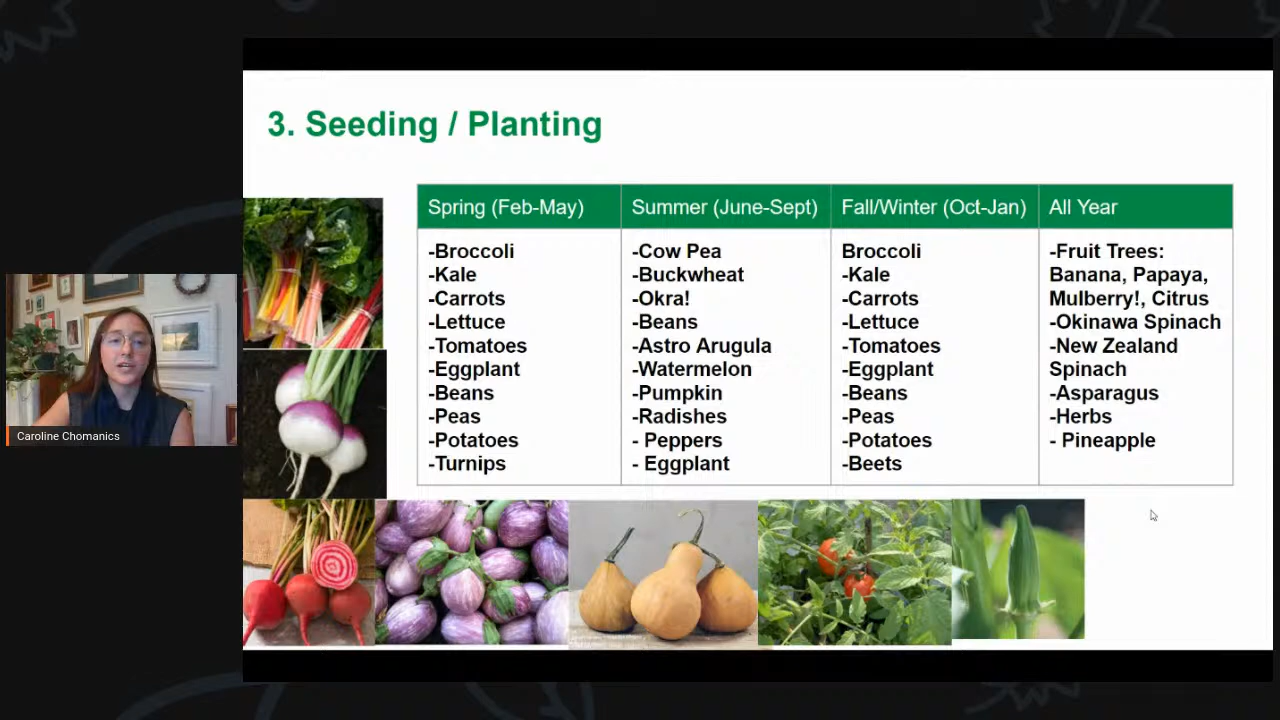 3. Seeding / Planting
Spring (Feb-May)
Summer (June-Sept)
Fall/Winter (Oct-Jan)
All Year
-Broccoli
-Kale
-Carrots
-Lettuce
-Tomatoes
-Eggplant
-Beans
-Peas
-Potatoes
-Turnips
-Cow Pea
-Buckwheat
-Okra!
-Beans
-Astro Arugula
-Watermelon
-Pumpkin
-Radishes
- Peppers
- Eggplant
Broccoli
-Kale
-Carrots
-Lettuce
-Tomatoes
-Eggplant
-Beans
-Peas
-Potatoes
-Beets
-Fruit Trees:
Banana, Papaya,
Mulberry!, Citrus
-Okinawa Spinach
-New Zealand
Spinach
-Asparagus
-Herbs
- Pineapple
Caroline Chomanics